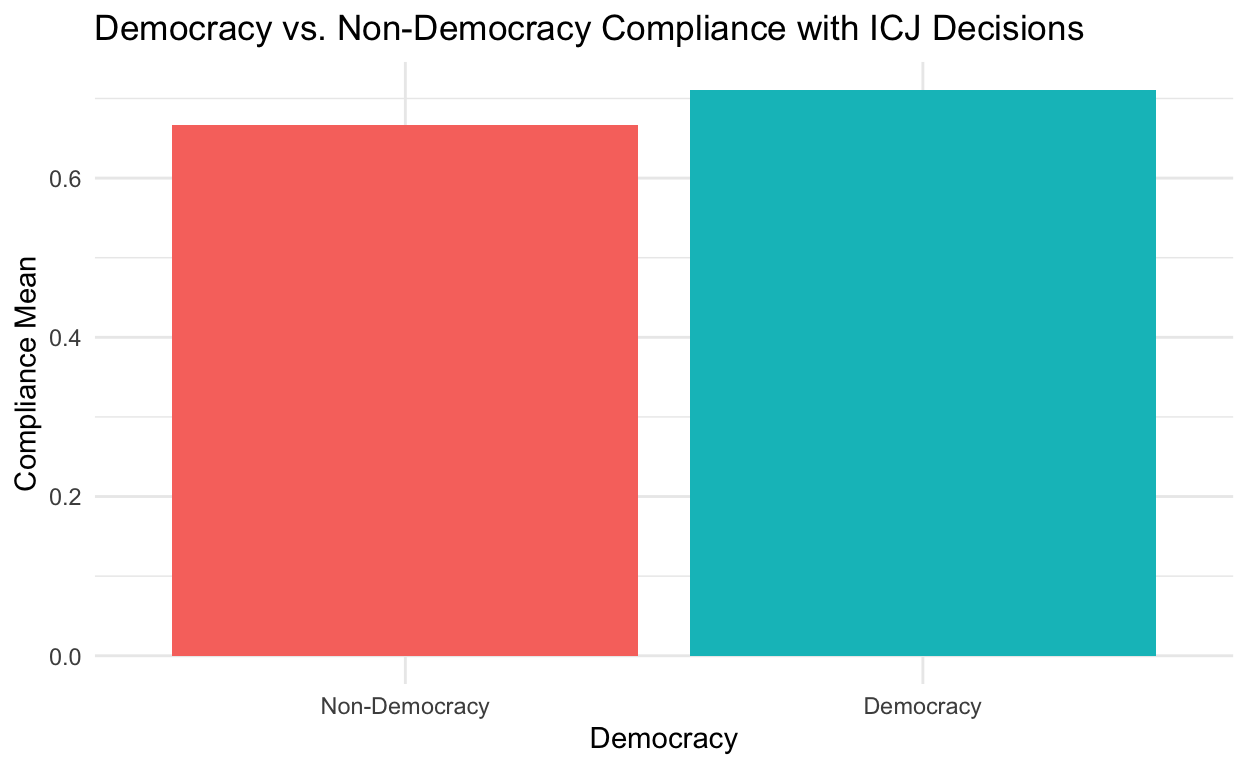 Democracy vs. Non-Democracy Compliance with ICJ Decisions
Compliance Mean
0.6
0.4
0.2
0.0
Non-Democracy
Democracy
Democracy